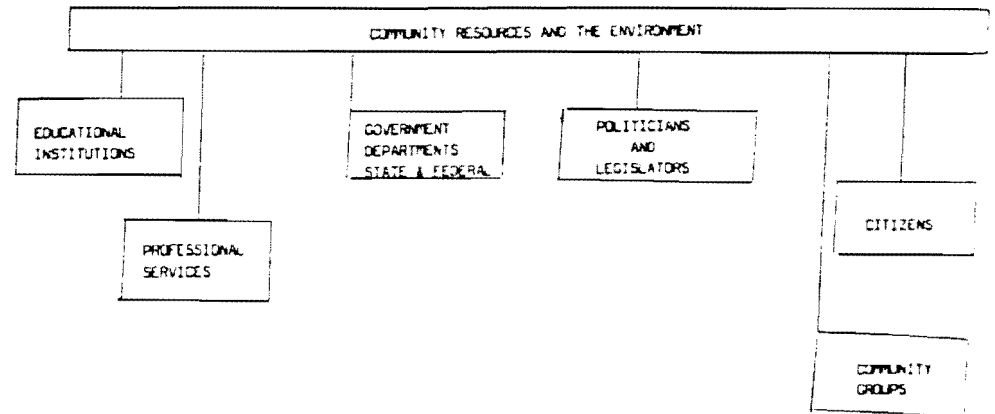 COMMUNITY RESOURCES AND THE ENVIRONMENT
EDUCATIONAL
INSTITUTIONS
GOVERNMENT
DEPARTMENTS
STATE & FEDERAL
POLITICIANS
AND
LEGISLATORS
PROFESSIONAL
SERVICES
CITIZENS
COMMUNITY
GROUPS